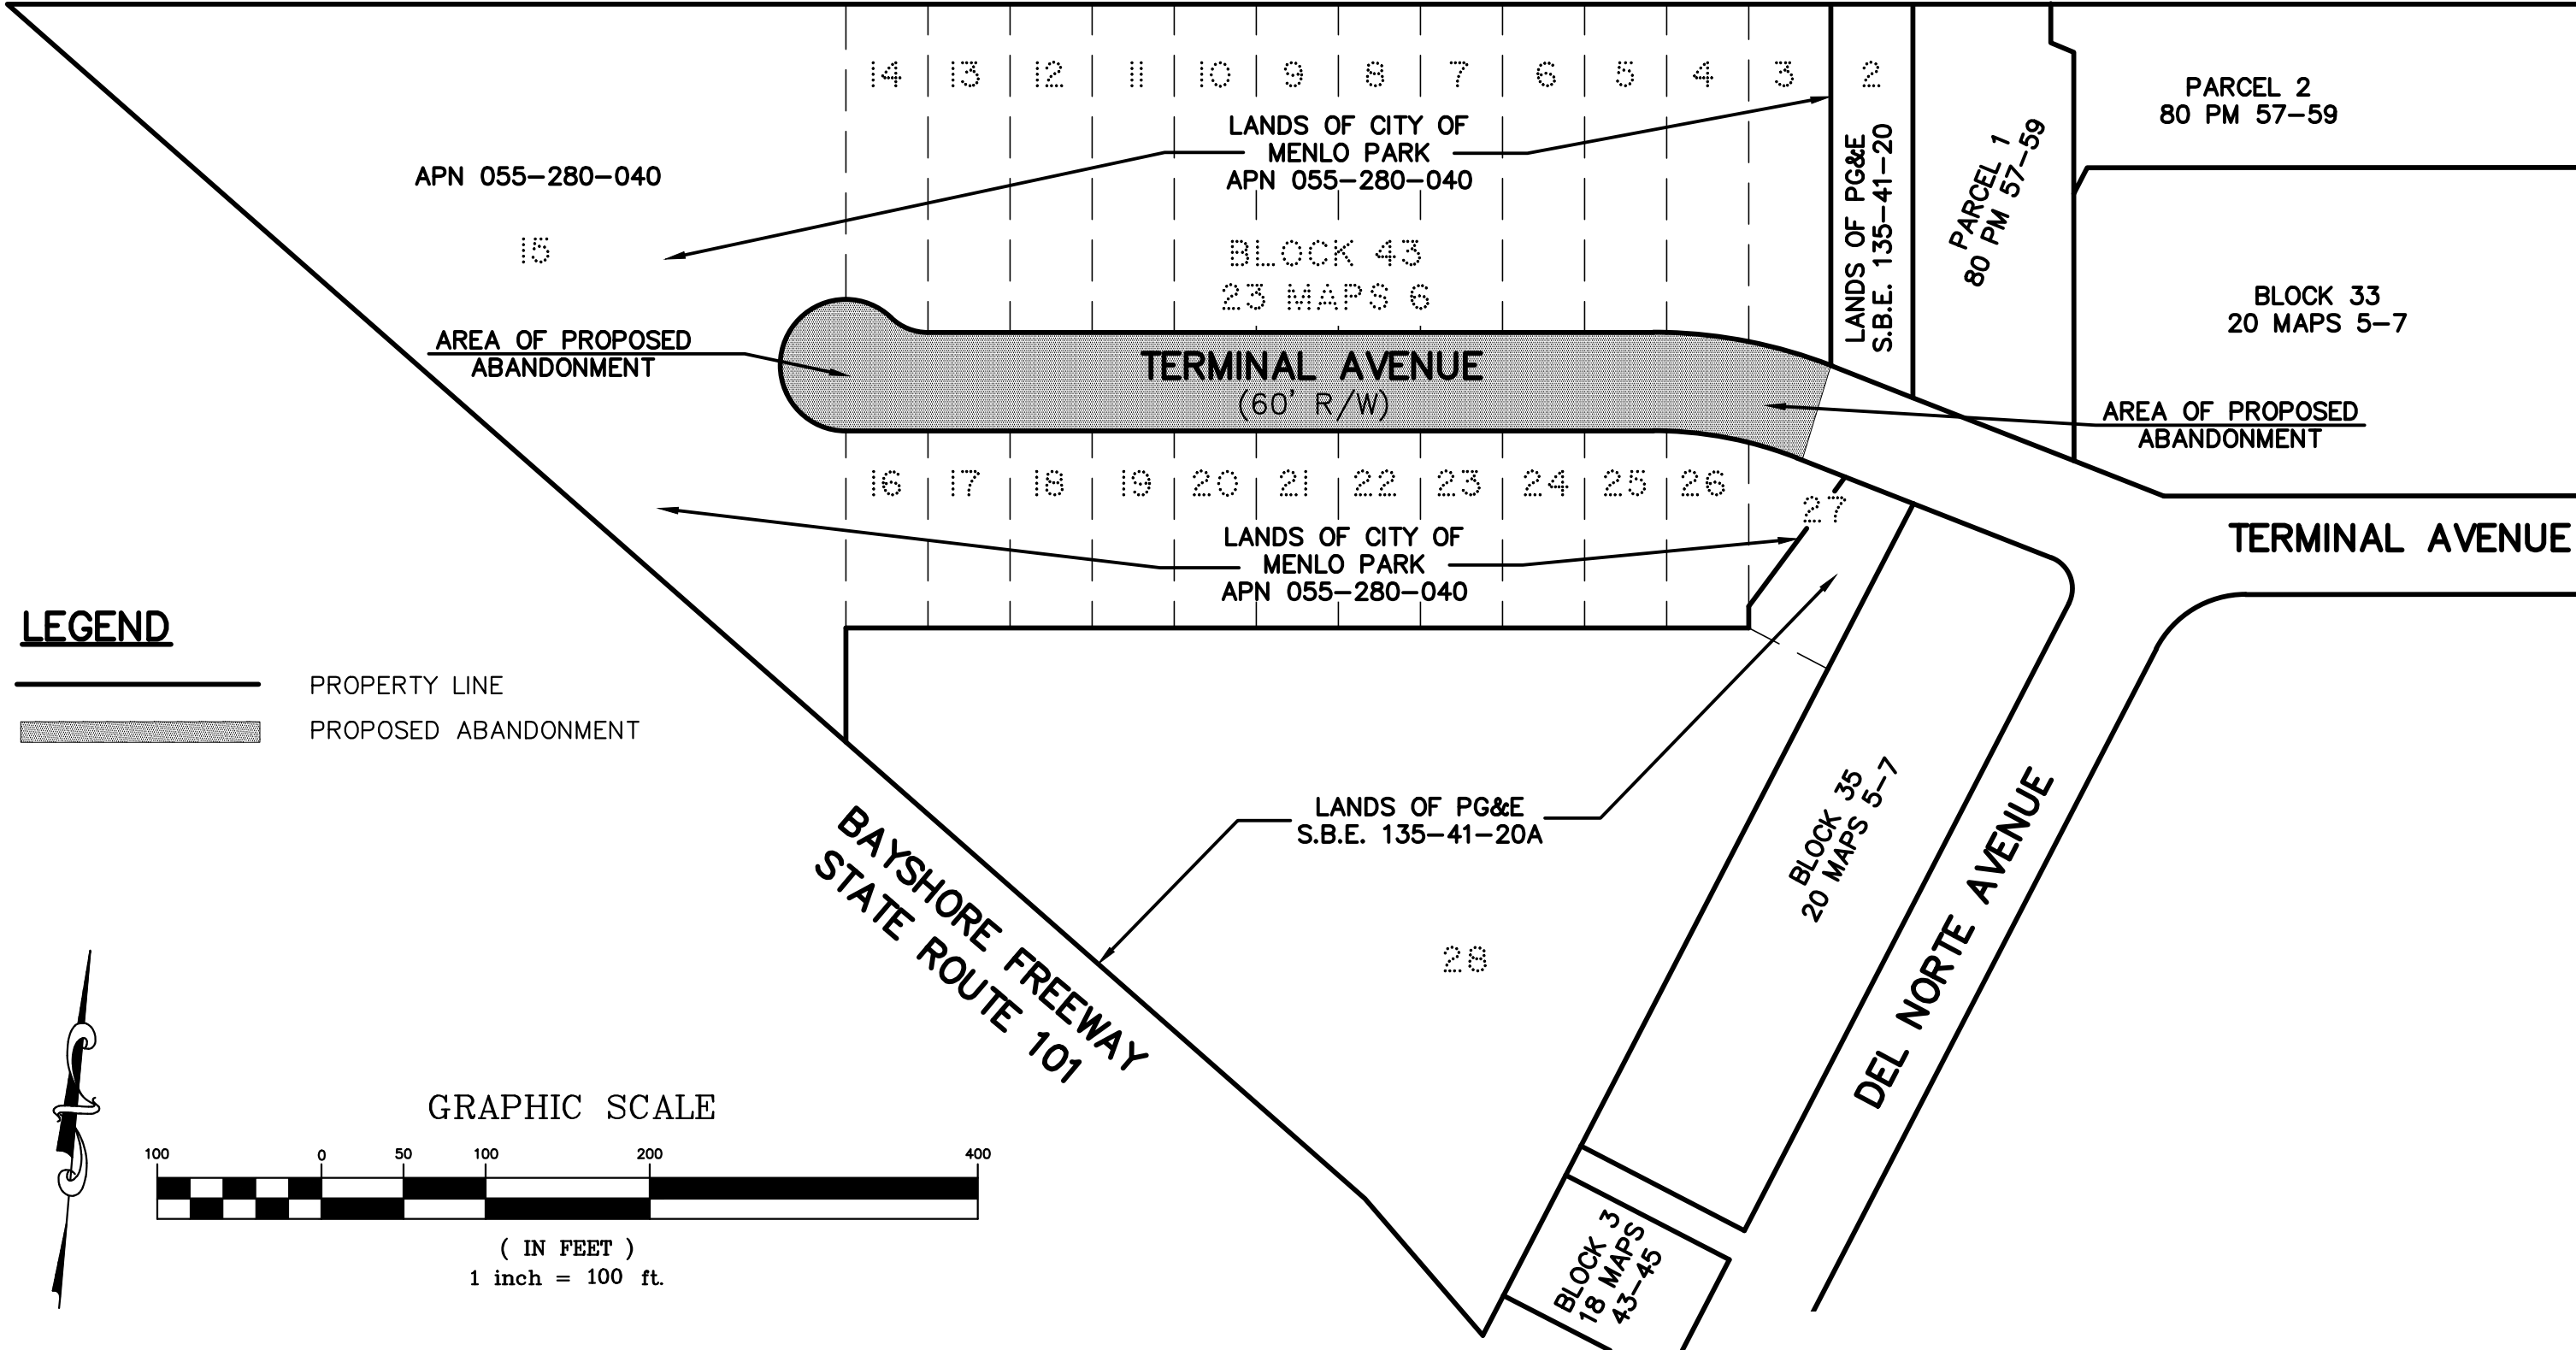 14 13 12 11 10 9 8 7 6 5 4 3 2
LANDS OF CITY OF
MENLO PARK
APN 055-280-040
APN 055-280-040
15
BLOCK 43
23 MAPS 6
LANDS OF PG&E
S.B.E. 135-41-20
PARCEL 1
80 PM 57-59
PARCEL 2
80 PM 57-59
BLOCK 33
20 MAPS 5-7
AREA OF PROPOSED
ABANDONMENT
TERMINAL AVENUE
(60' R/W)
AREA OF PROPOSED
ABANDONMENT
16 17 18 19 20 21 22 23 24 25 26 27
LANDS OF CITY OF
MENLO PARK
APN 055-280-040
TERMINAL AVENUE
LEGEND
PROPERTY LINE
PROPOSED ABANDONMENT
LANDS OF PG&E
S.B.E. 135-41-20A
BLOCK 35
20 MAPS 5-7
DEL NORTE AVENUE
BAYSHORE FREEWAY
STATE ROUTE 101
28
GRAPHIC SCALE
100 0 50 100 200 400
( IN FEET )
1 inch = 100 ft.
BLOCK 3
18 MAPS
43-45